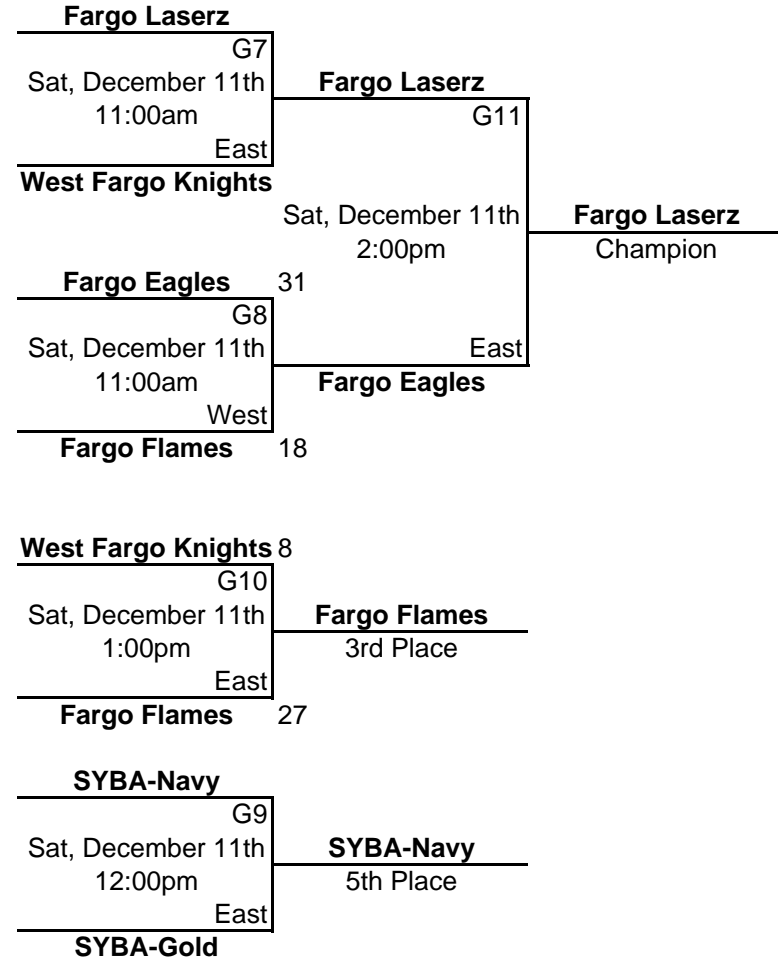 Fargo Laserz
G7
Sat, December 11th
Fargo Laserz
11:00am
G11
East
West Fargo Knights
Sat, December 11th
Fargo Laserz
2:00pm
Champion
Fargo Eagles 31
G8
Sat, December 11th
East
11:00am
Fargo Eagles
West
Fargo Flames 18
West Fargo Knights 8
G10
Sat, December 11th
Fargo Flames
1:00pm
3rd Place
East
Fargo Flames 27
SYBA-Navy
G9
Sat, December 11th
SYBA-Navy
12:00pm
5th Place
East
SYBA-Gold